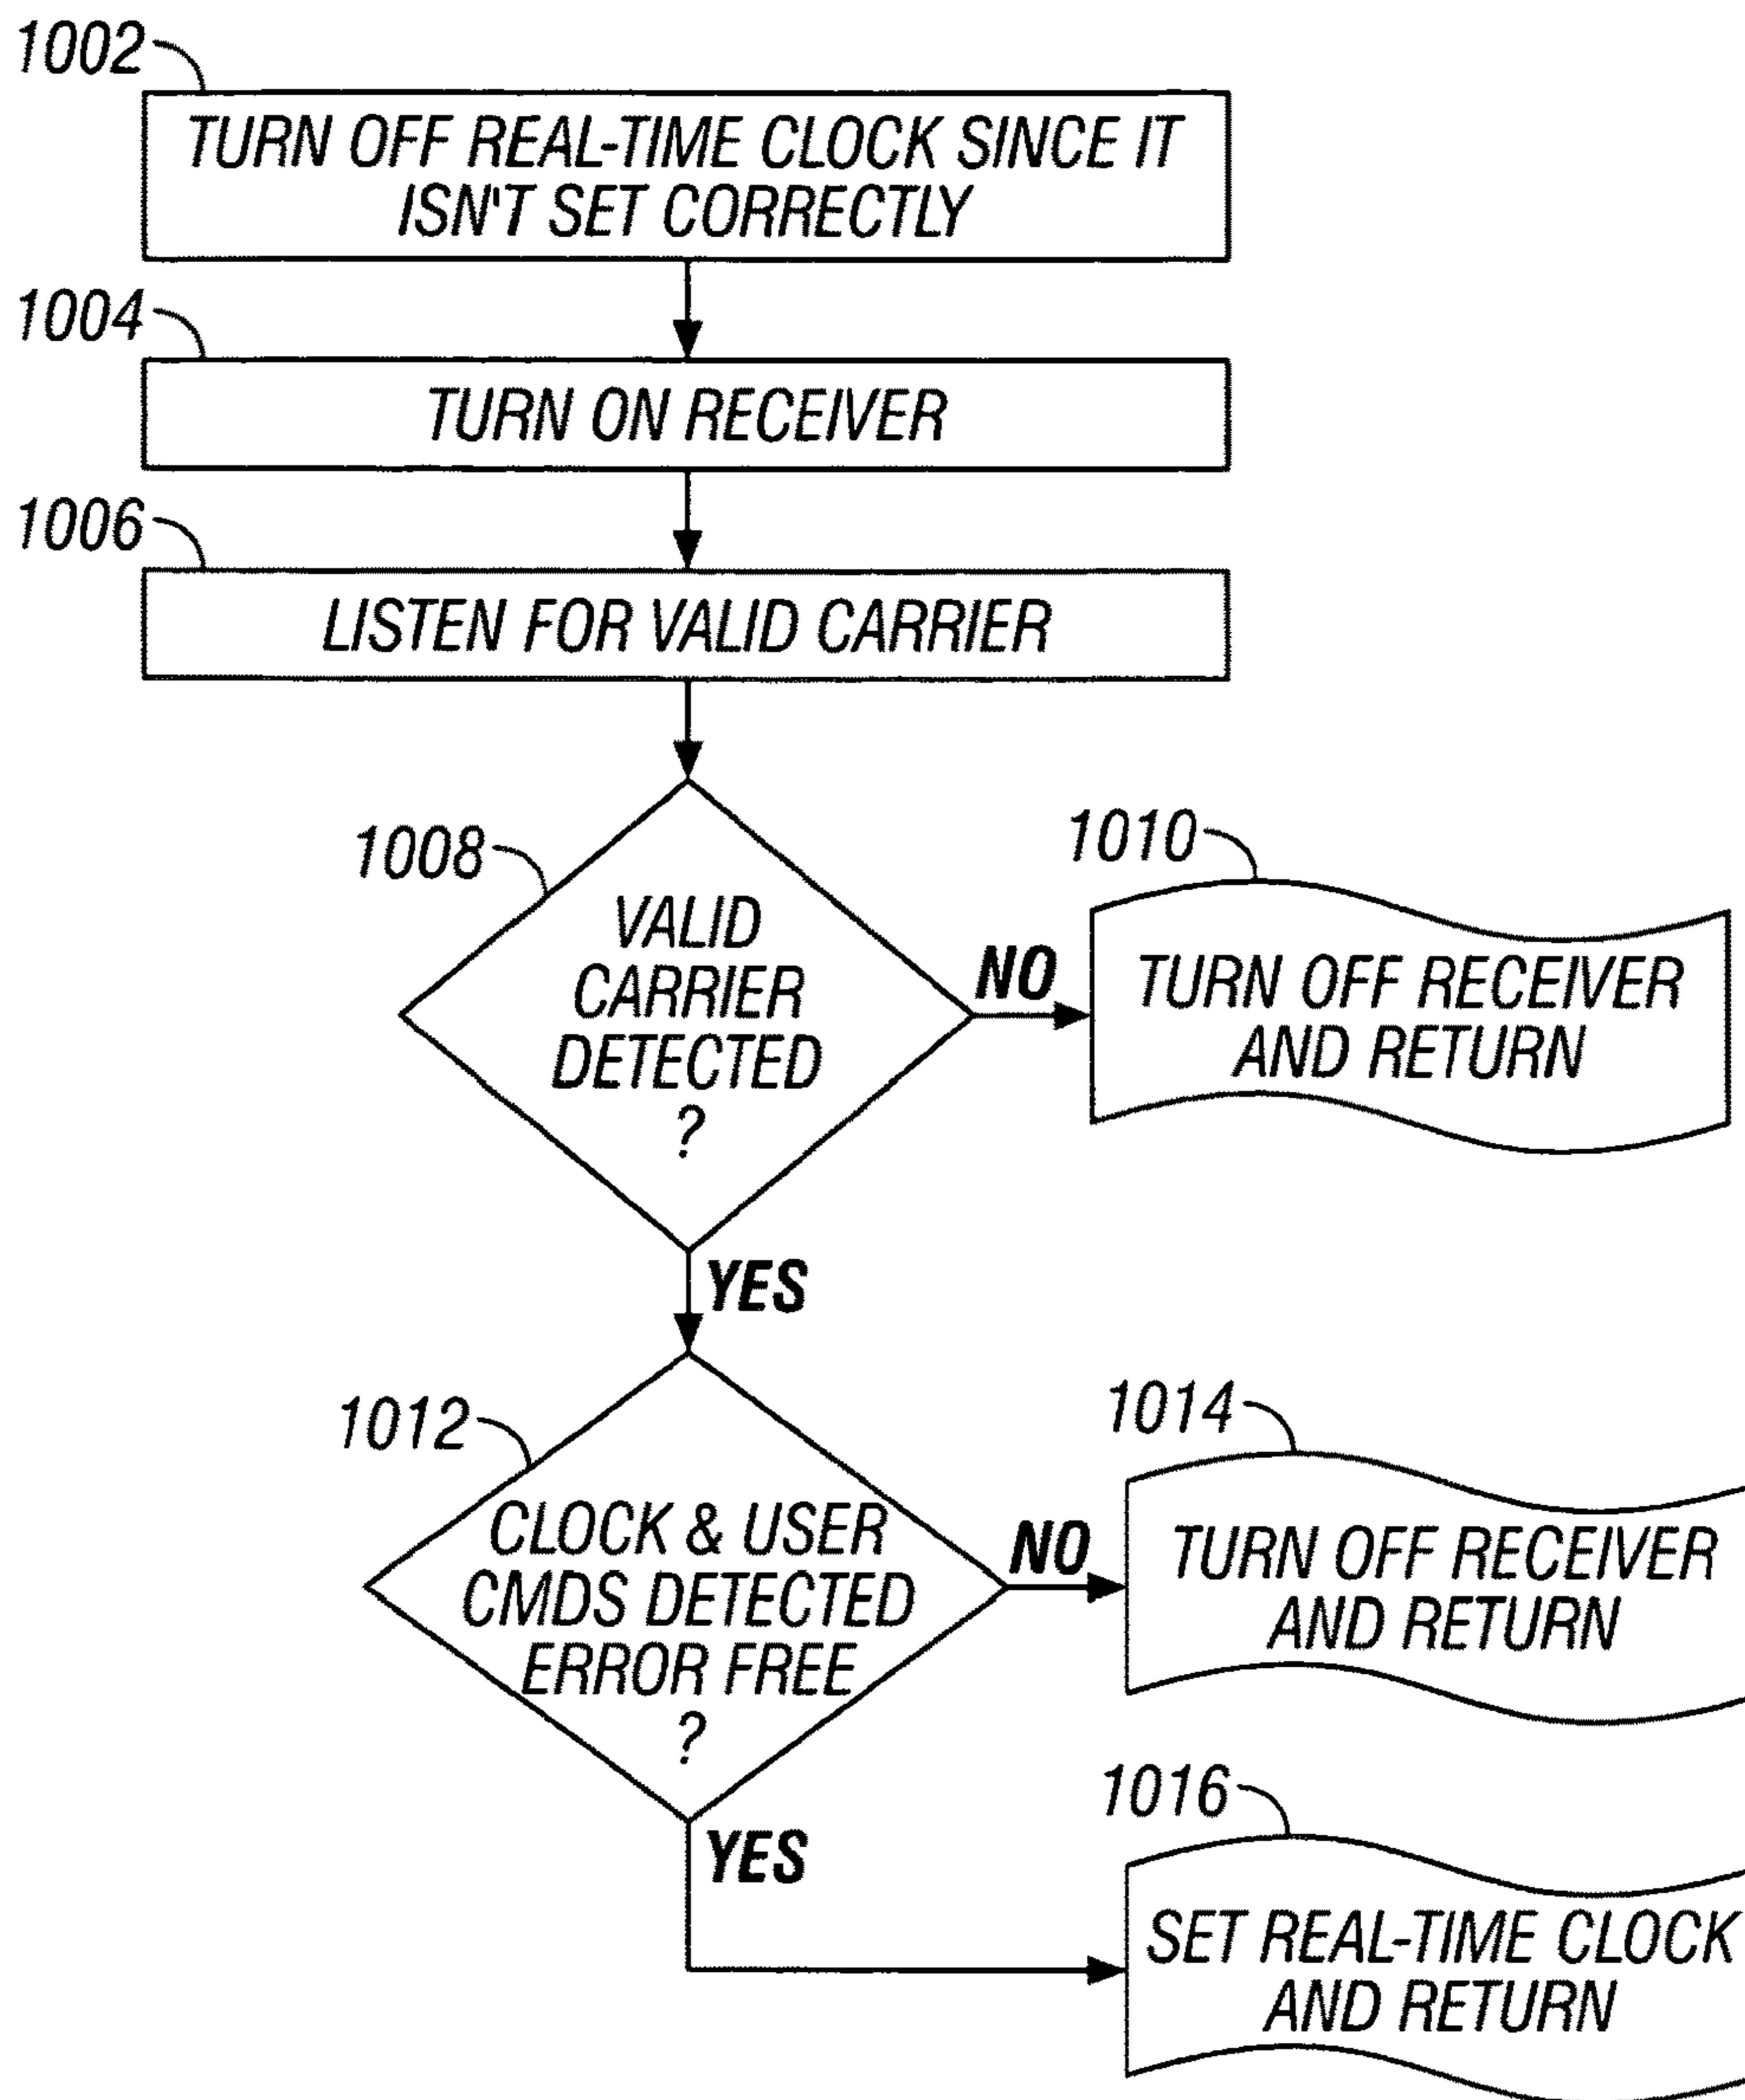 1002
TURN OFF REAL-TIME CLOCK SINCE IT
ISN'T SET CORRECTLY
1004
TURN ON RECEIVER
1006
LISTEN FOR VALID CARRIER
1008
VALID
CARRIER
DETECTED
?
NO
1010
TURN OFF RECEIVER
AND RETURN
YES
1012
CLOCK & USER
CMDS DETECTED
ERROR FREE
?
NO
1014
TURN OFF RECEIVER
AND RETURN
YES
1016
SET REAL-TIME CLOCK
AND RETURN